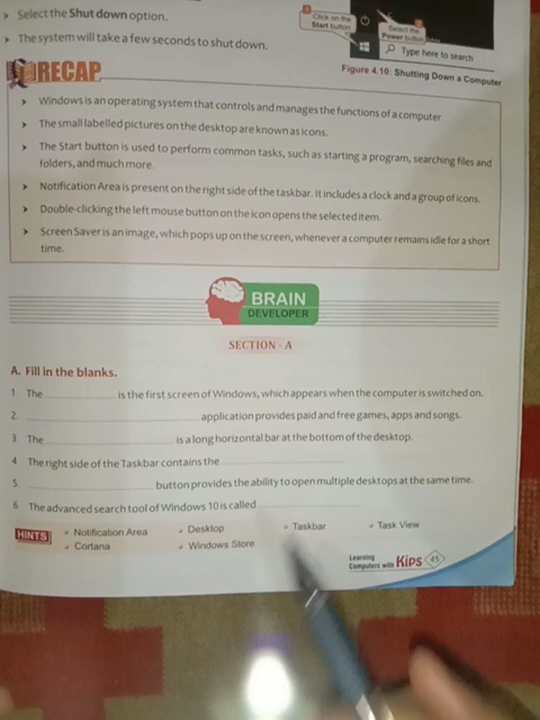 Select the Shut down option.
The system will take a few seconds to shut down.
Click on the
Start button
Select the
Power button
Type here to search
Figure 4.10: Shutting Down a Computer
RECAP
Windows is an operating system that controls and manages the functions of a computer
The small labelled pictures on the desktop are known as icons.
The Start button is used to perform common tasks, such as starting a program, searching files and
folders, and much more.
Notification Area is present on the right side of the taskbar. It includes a clock and a group of icons.
Double-clicking the left mouse button on the icon opens the selected item.
Screen Saver is an image, which pops up on the screen, whenever a computer remains idle for a short
time.
BRAIN
DEVELOPER
SECTION - A
A. Fill in the blanks.
1. The ____________ is the first screen of Windows, which appears when the computer is switched on.
2. ____________ application provides paid and free games, apps and songs.
3. The ____________ is a long horizontal bar at the bottom of the desktop.
4. The right side of the Taskbar contains the ____________
5. ____________ button provides the ability to open multiple desktops at the same time.
6. The advanced search tool of Windows 10 is called ____________
HINTS
Notification Area Desktop Taskbar Task View
Cortana Windows Store
Learning
Computers with Kips 45